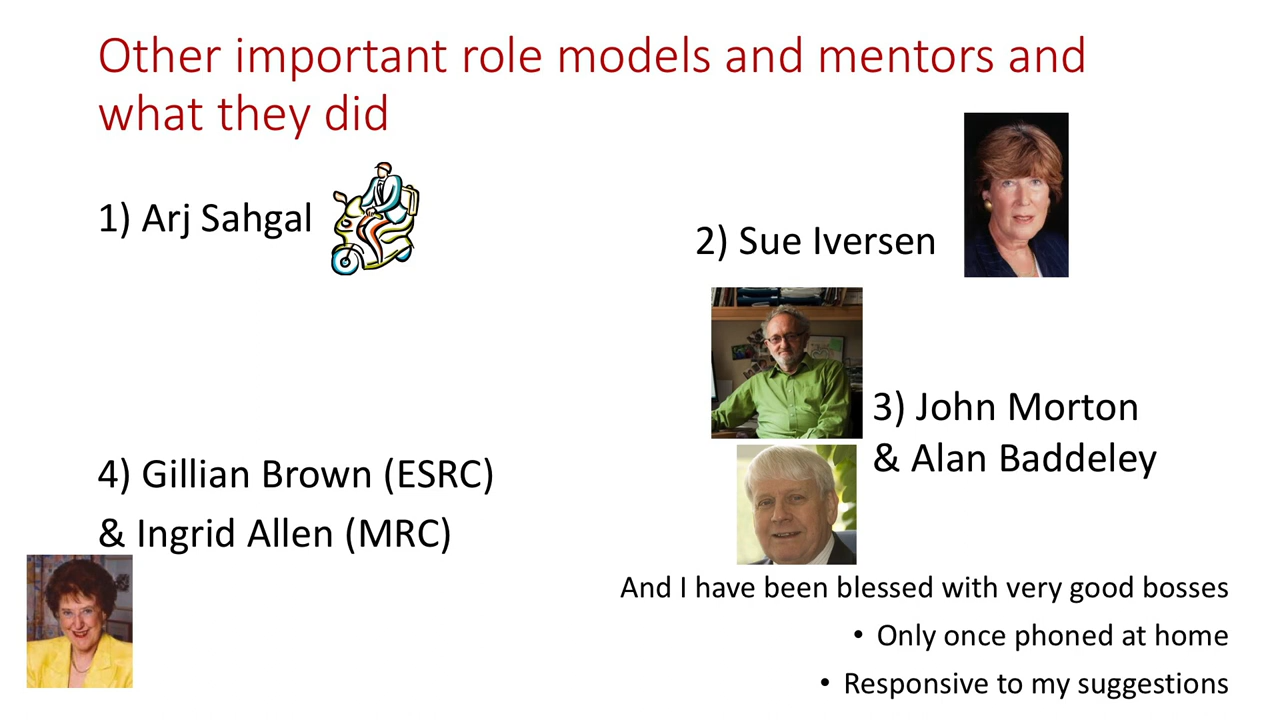 Other important role models and mentors and
what they did
1) Arj Sahgal
2) Sue Iversen
3) John Morton
& Alan Baddeley
4) Gillian Brown (ESRC)
& Ingrid Allen (MRC)
And I have been blessed with very good bosses
• Only once phoned at home
• Responsive to my suggestions